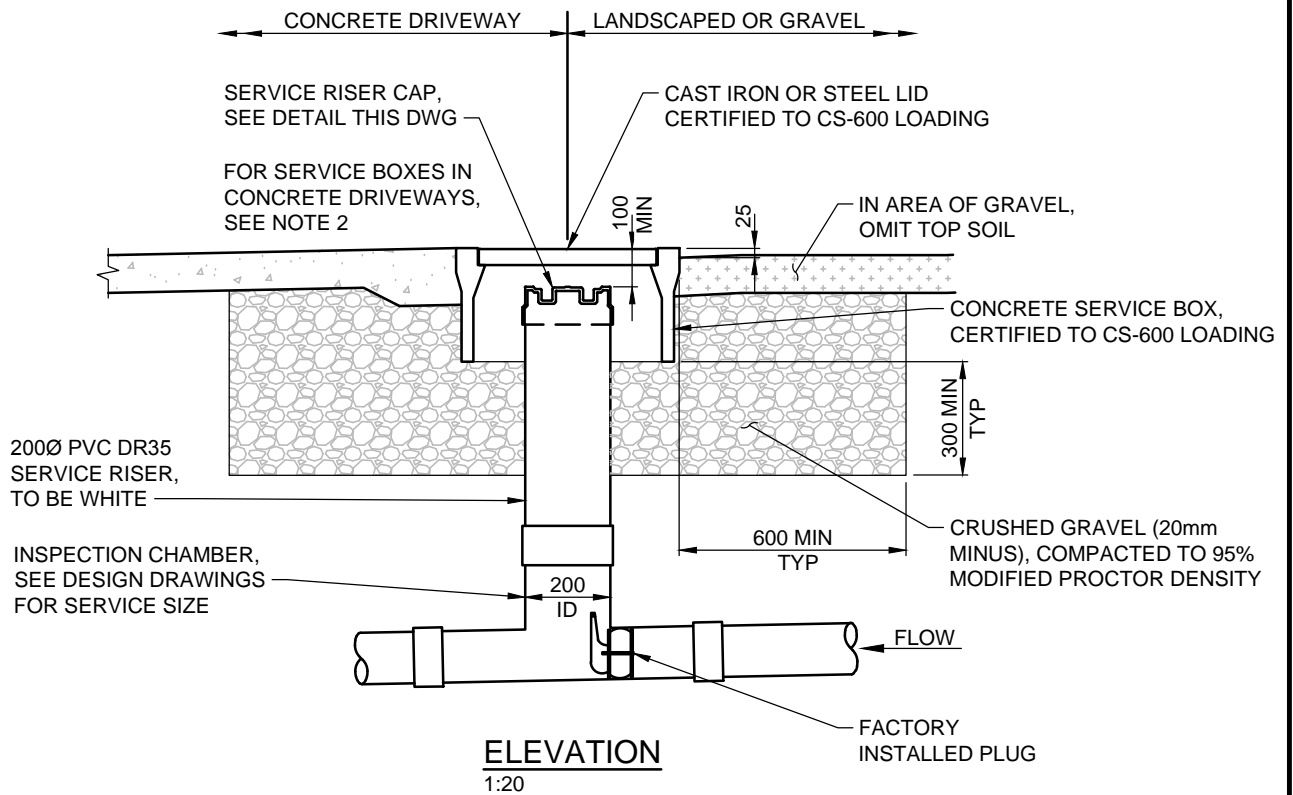 CONCRETE DRIVEWAY
LANDSCAPED OR GRAVEL
SERVICE RISER CAP,
SEE DETAIL THIS DWG
CAST IRON OR STEEL LID
CERTIFIED TO CS-600 LOADING
FOR SERVICE BOXES IN
CONCRETE DRIVEWAYS,
SEE NOTE 2
100
MIN
25
IN AREA OF GRAVEL,
OMIT TOP SOIL
CONCRETE SERVICE BOX,
CERTIFIED TO CS-600 LOADING
300 MIN
TYP
200Ø PVC DR35
SERVICE RISER,
TO BE WHITE
600 MIN
TYP
CRUSHED GRAVEL (20mm
MINUS), COMPACTED TO 95%
MODIFIED PROCTOR DENSITY
INSPECTION CHAMBER,
SEE DESIGN DRAWINGS
FOR SERVICE SIZE
200
ID
FLOW
FACTORY
INSTALLED PLUG
ELEVATION
1:20